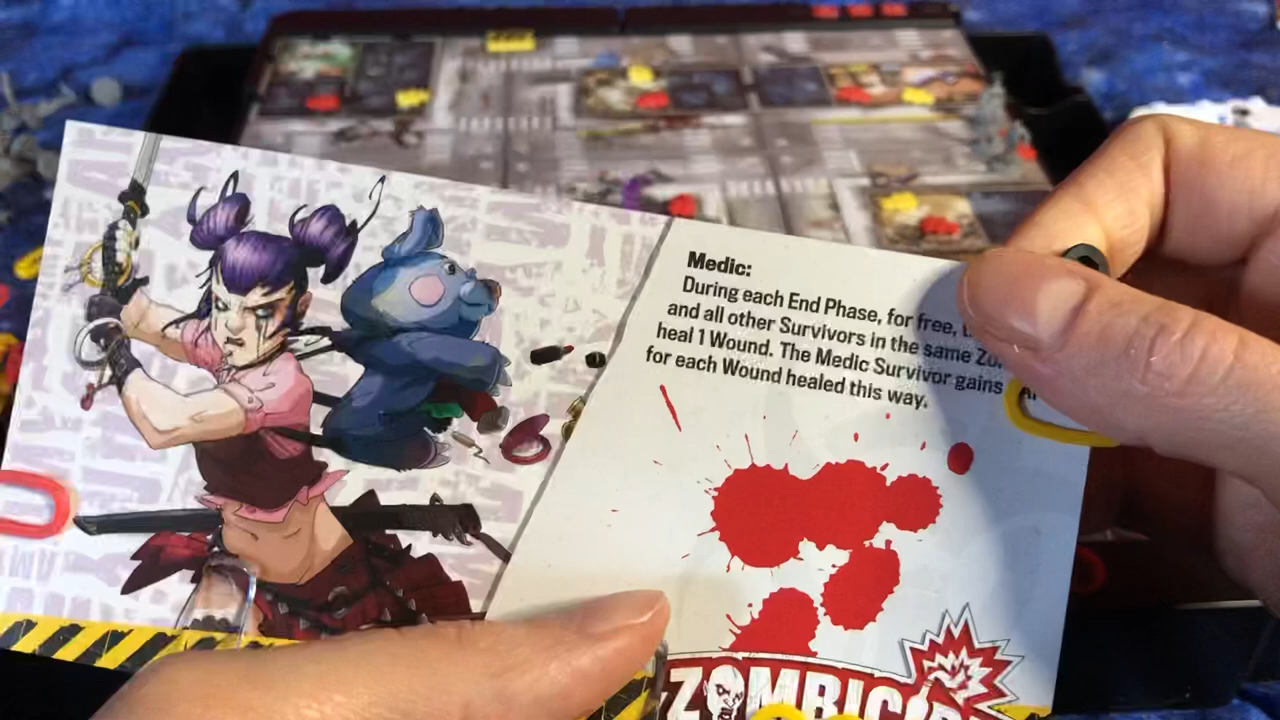 Medic:
During each End Phase, for free,
and all other Survivors in the same
heal 1 Wound. The Medic Survivor gains
for each Wound healed this way.